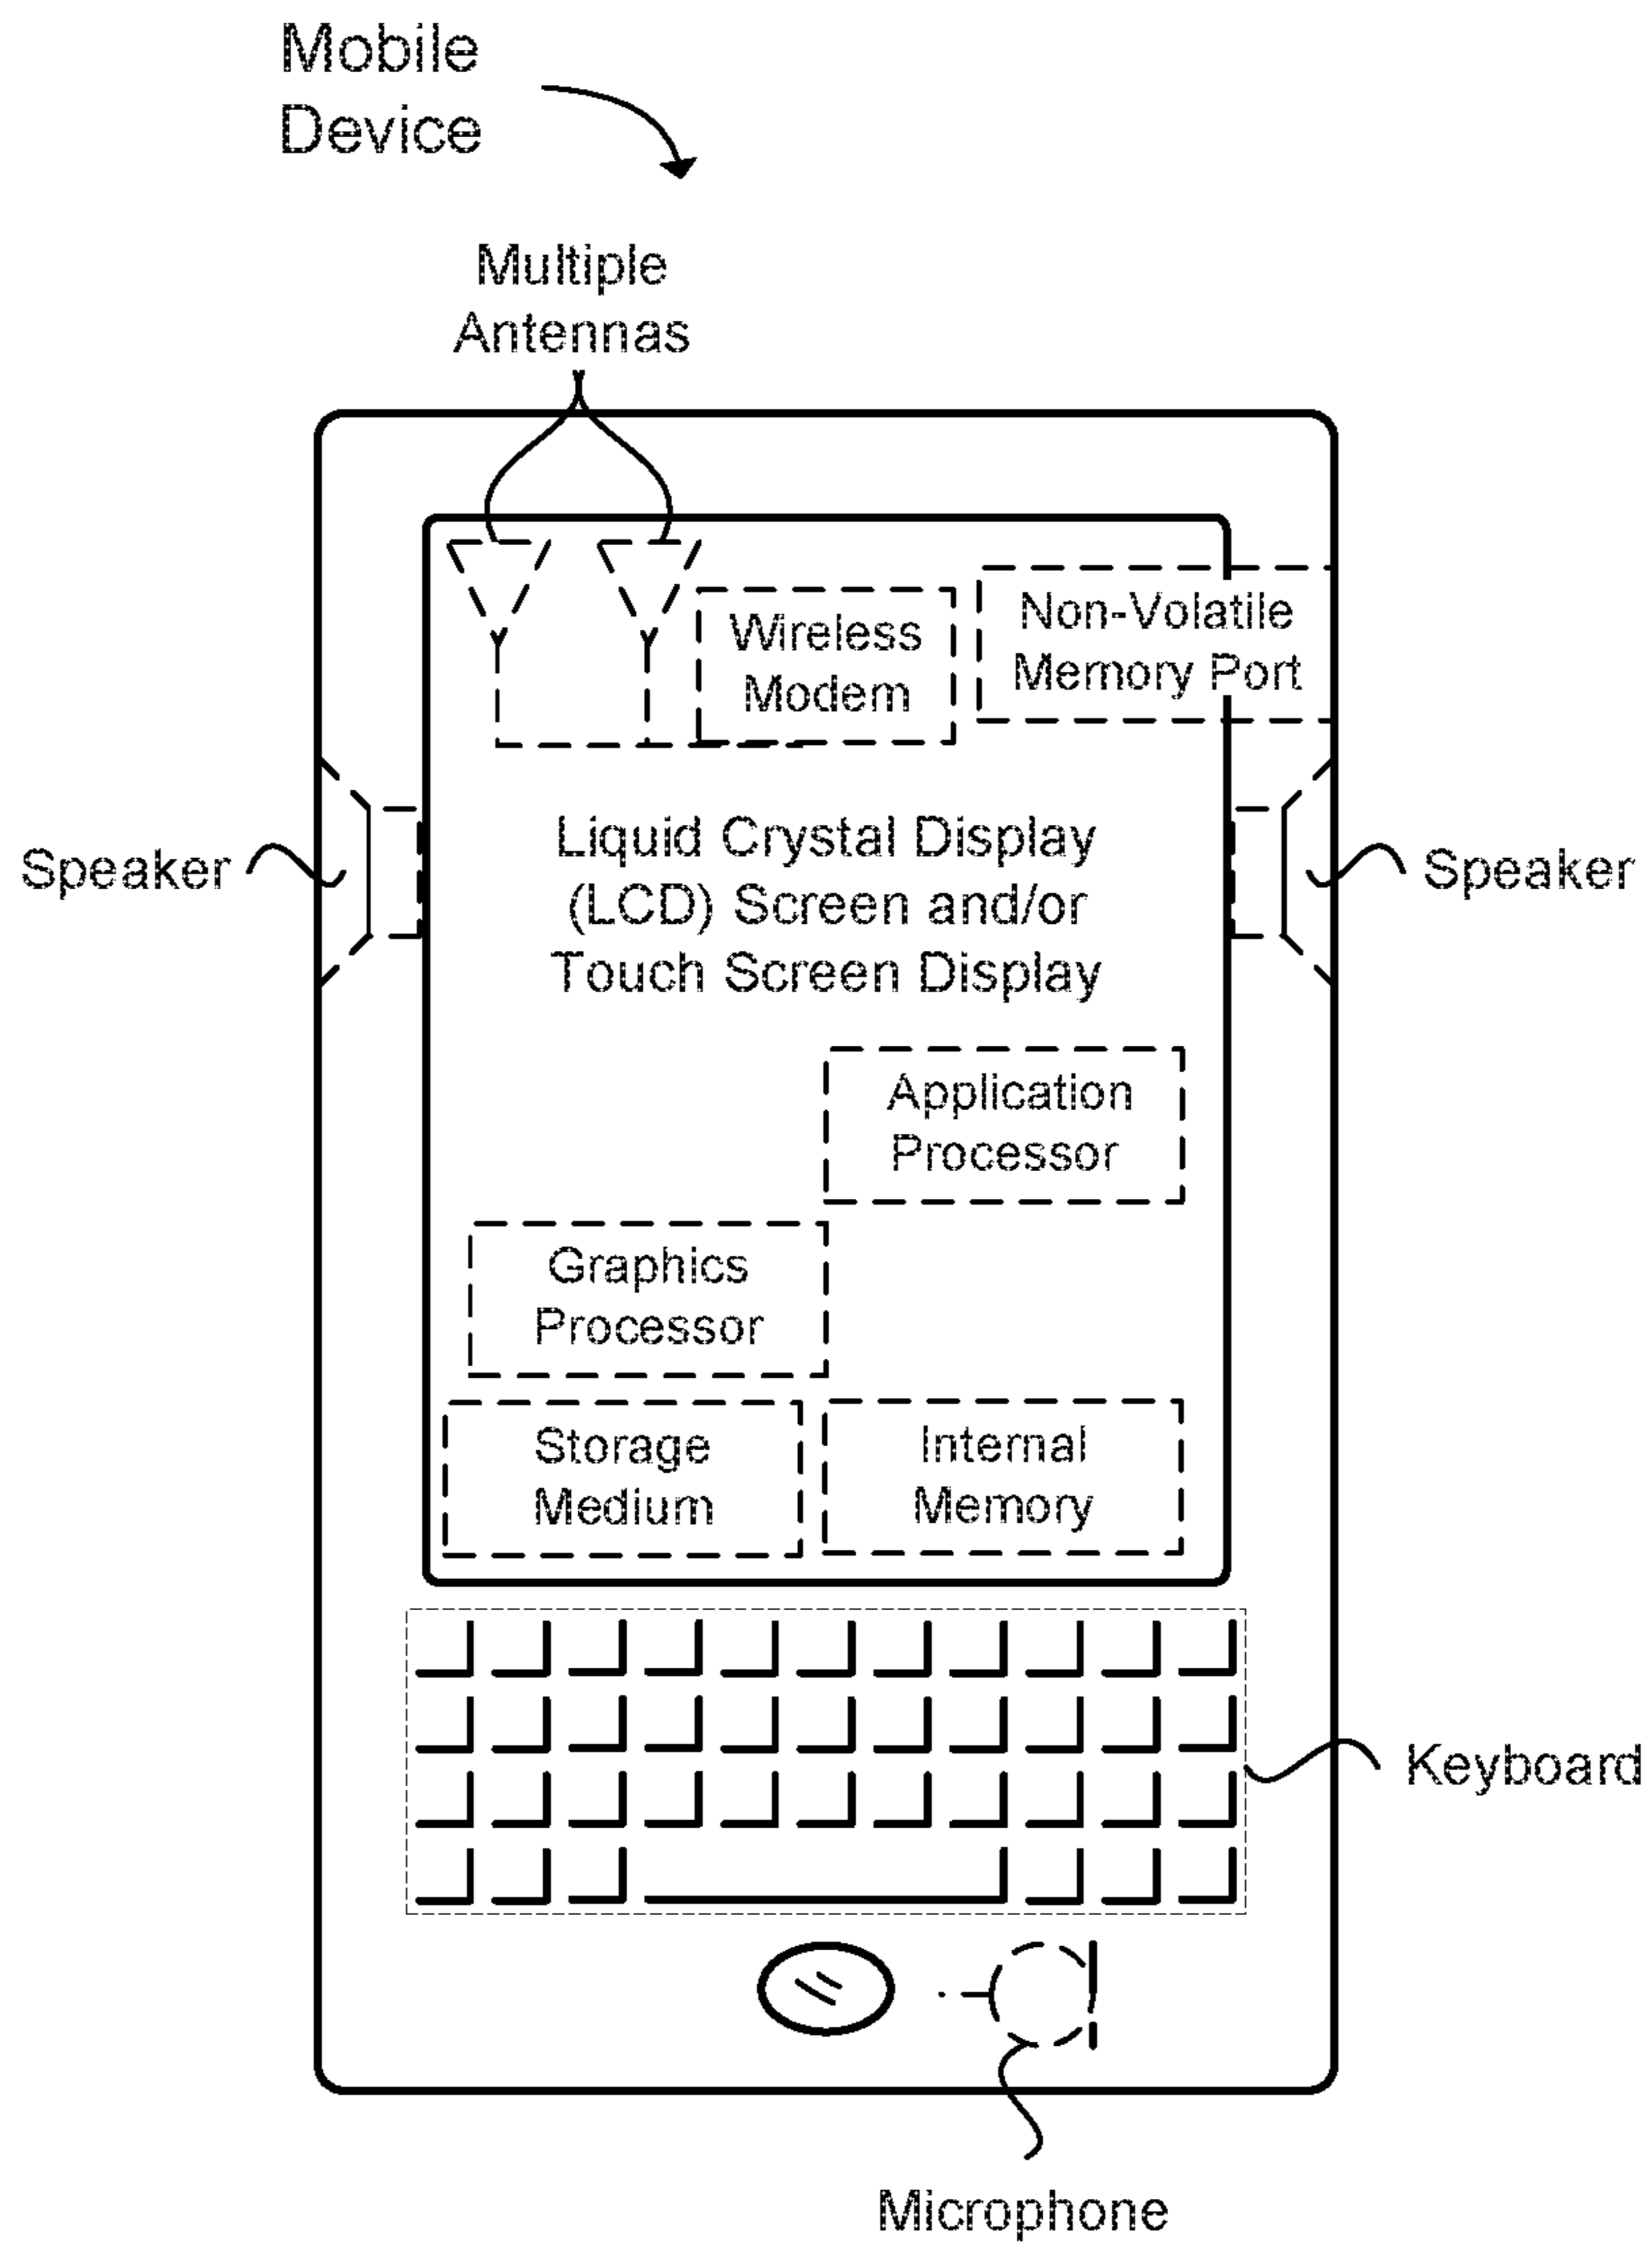 Mobile
Device
Multiple
Antennas
Wireless
Modem
Non-Volatile
Memory Port
Speaker
Liquid Crystal Display
(LCD) Screen and/or
Touch Screen Display
Speaker
Application
Processor
Graphics
Processor
Storage
Medium
Internal
Memory
Keyboard
Microphone